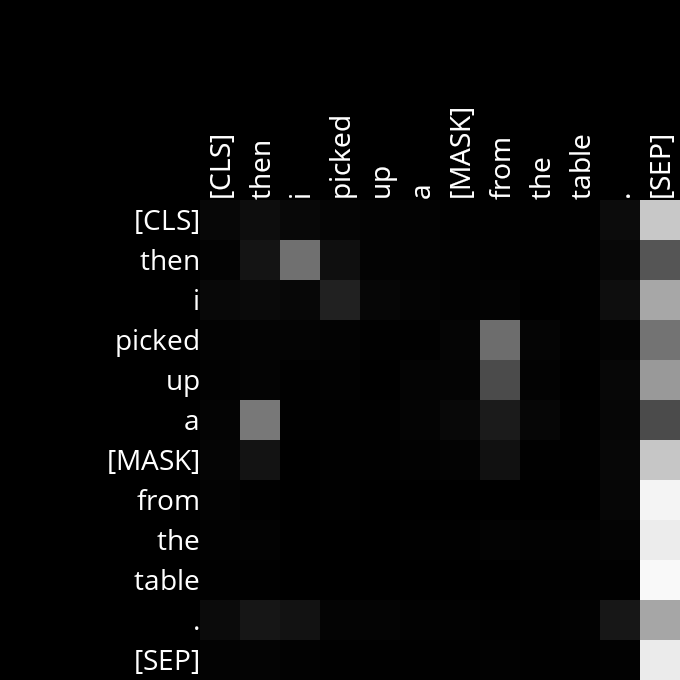 [CLS] then i picked up a [MASK] from the table . [SEP]
[CLS]
then
i
picked
up
a
[MASK]
from
the
table
.
[SEP]